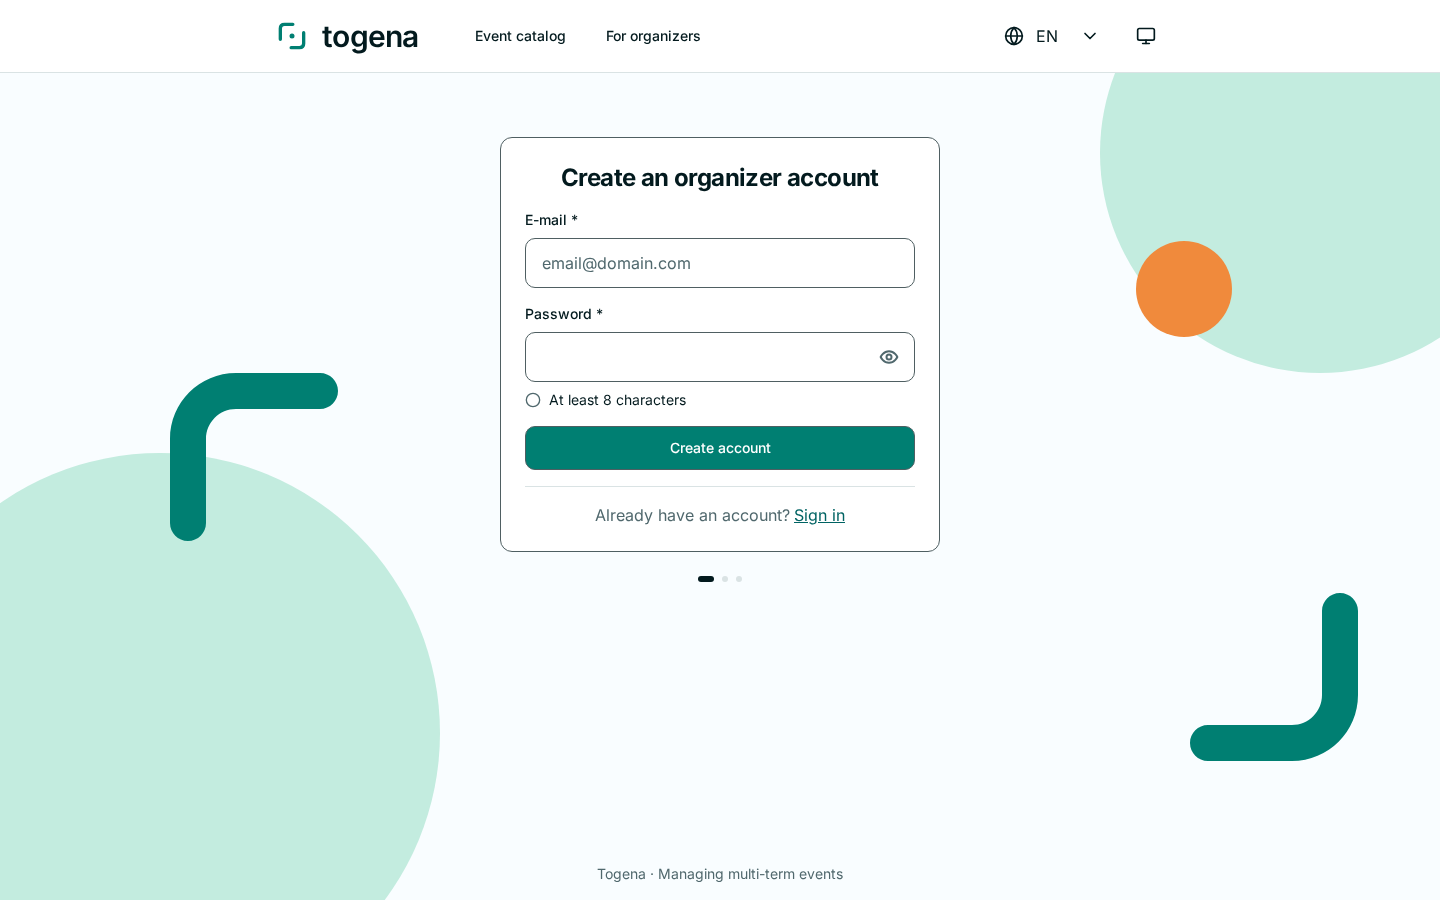 togena
Event catalog
For organizers
EN
Create an organizer account
E-mail *
email@domain.com
Password *
At least 8 characters
Create account
Already have an account? Sign in
Togena · Managing multi-term events